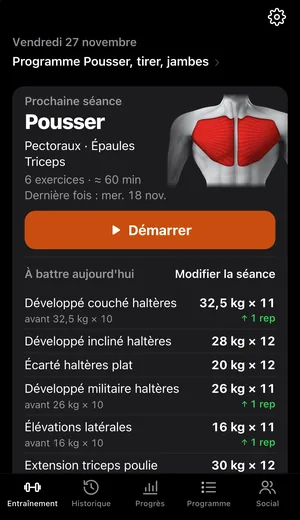 Vendredi 27 novembre
Programme Pousser, tirer, jambes
Prochaine séance
Pousser
Pectoraux · Épaules
Triceps
6 exercices · ≈ 60 min
Dernière fois : mer. 18 nov.
Démarrer
À battre aujourd'hui Modifier la séance
Développé couché haltères 32,5 kg × 11
avant 32,5 kg × 10 ↑ 1 rep
Développé incliné haltères 28 kg × 12
Écarté haltères plat 20 kg × 12
Développé militaire haltères 26 kg × 11
avant 26 kg × 10 ↑ 1 rep
Élévations latérales 16 kg × 11
avant 16 kg × 10 ↑ 1 rep
Extension triceps poulie 30 kg × 12
Entraînement Historique Progrès Programme Social